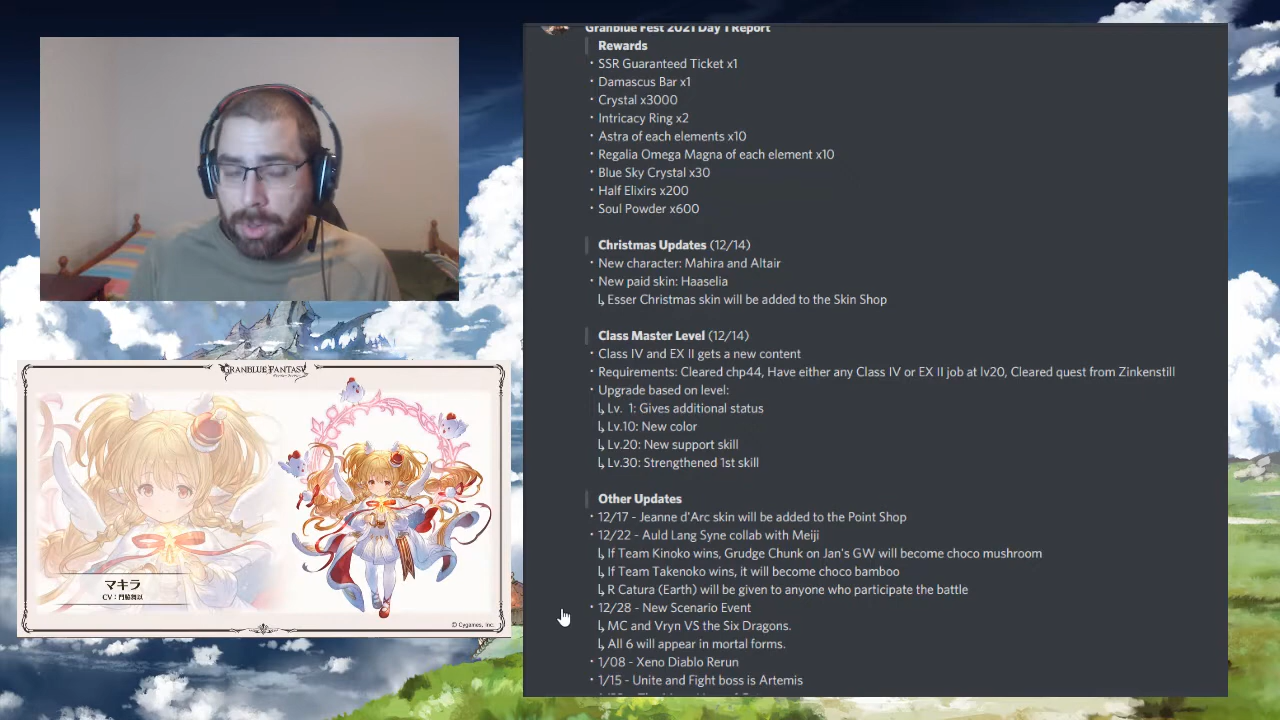 Granblue Fest 2021 Day 1 Report
Rewards
· SSR Guaranteed Ticket x1
· Damascus Bar x1
· Crystal x3000
· Intricacy Ring x2
· Astra of each elements x10
· Regalia Omega Magna of each element x10
· Blue Sky Crystal x30
· Half Elixirs x200
· Soul Powder x600
Christmas Updates (12/14)
· New character: Mahira and Altair
· New paid skin: Haaselia
↳ Esser Christmas skin will be added to the Skin Shop
Class Master Level (12/14)
· Class IV and EX II gets a new content
· Requirements: Cleared chp44, Have either any Class IV or EX II job at lv20, Cleared quest from Zinkenstill
· Upgrade based on level:
↳ Lv. 1: Gives additional status
↳ Lv.10: New color
↳ Lv.20: New support skill
↳ Lv.30: Strengthened 1st skill
Other Updates
· 12/17 - Jeanne d'Arc skin will be added to the Point Shop
· 12/22 - Auld Lang Syne collab with Meiji
↳ If Team Kinoko wins, Grudge Chunk on Jan's GW will become choco mushroom
↳ If Team Takenoko wins, it will become choco bamboo
↳ R Catura (Earth) will be given to anyone who participate the battle
· 12/28 - New Scenario Event
↳ MC and Vryn VS the Six Dragons.
↳ All 6 will appear in mortal forms.
· 1/08 - Xeno Diablo Rerun
· 1/15 - Unite and Fight boss is Artemis
GRANBLUE FANTASY
マキラ
CV：門脇舞以
© Cygames, Inc.